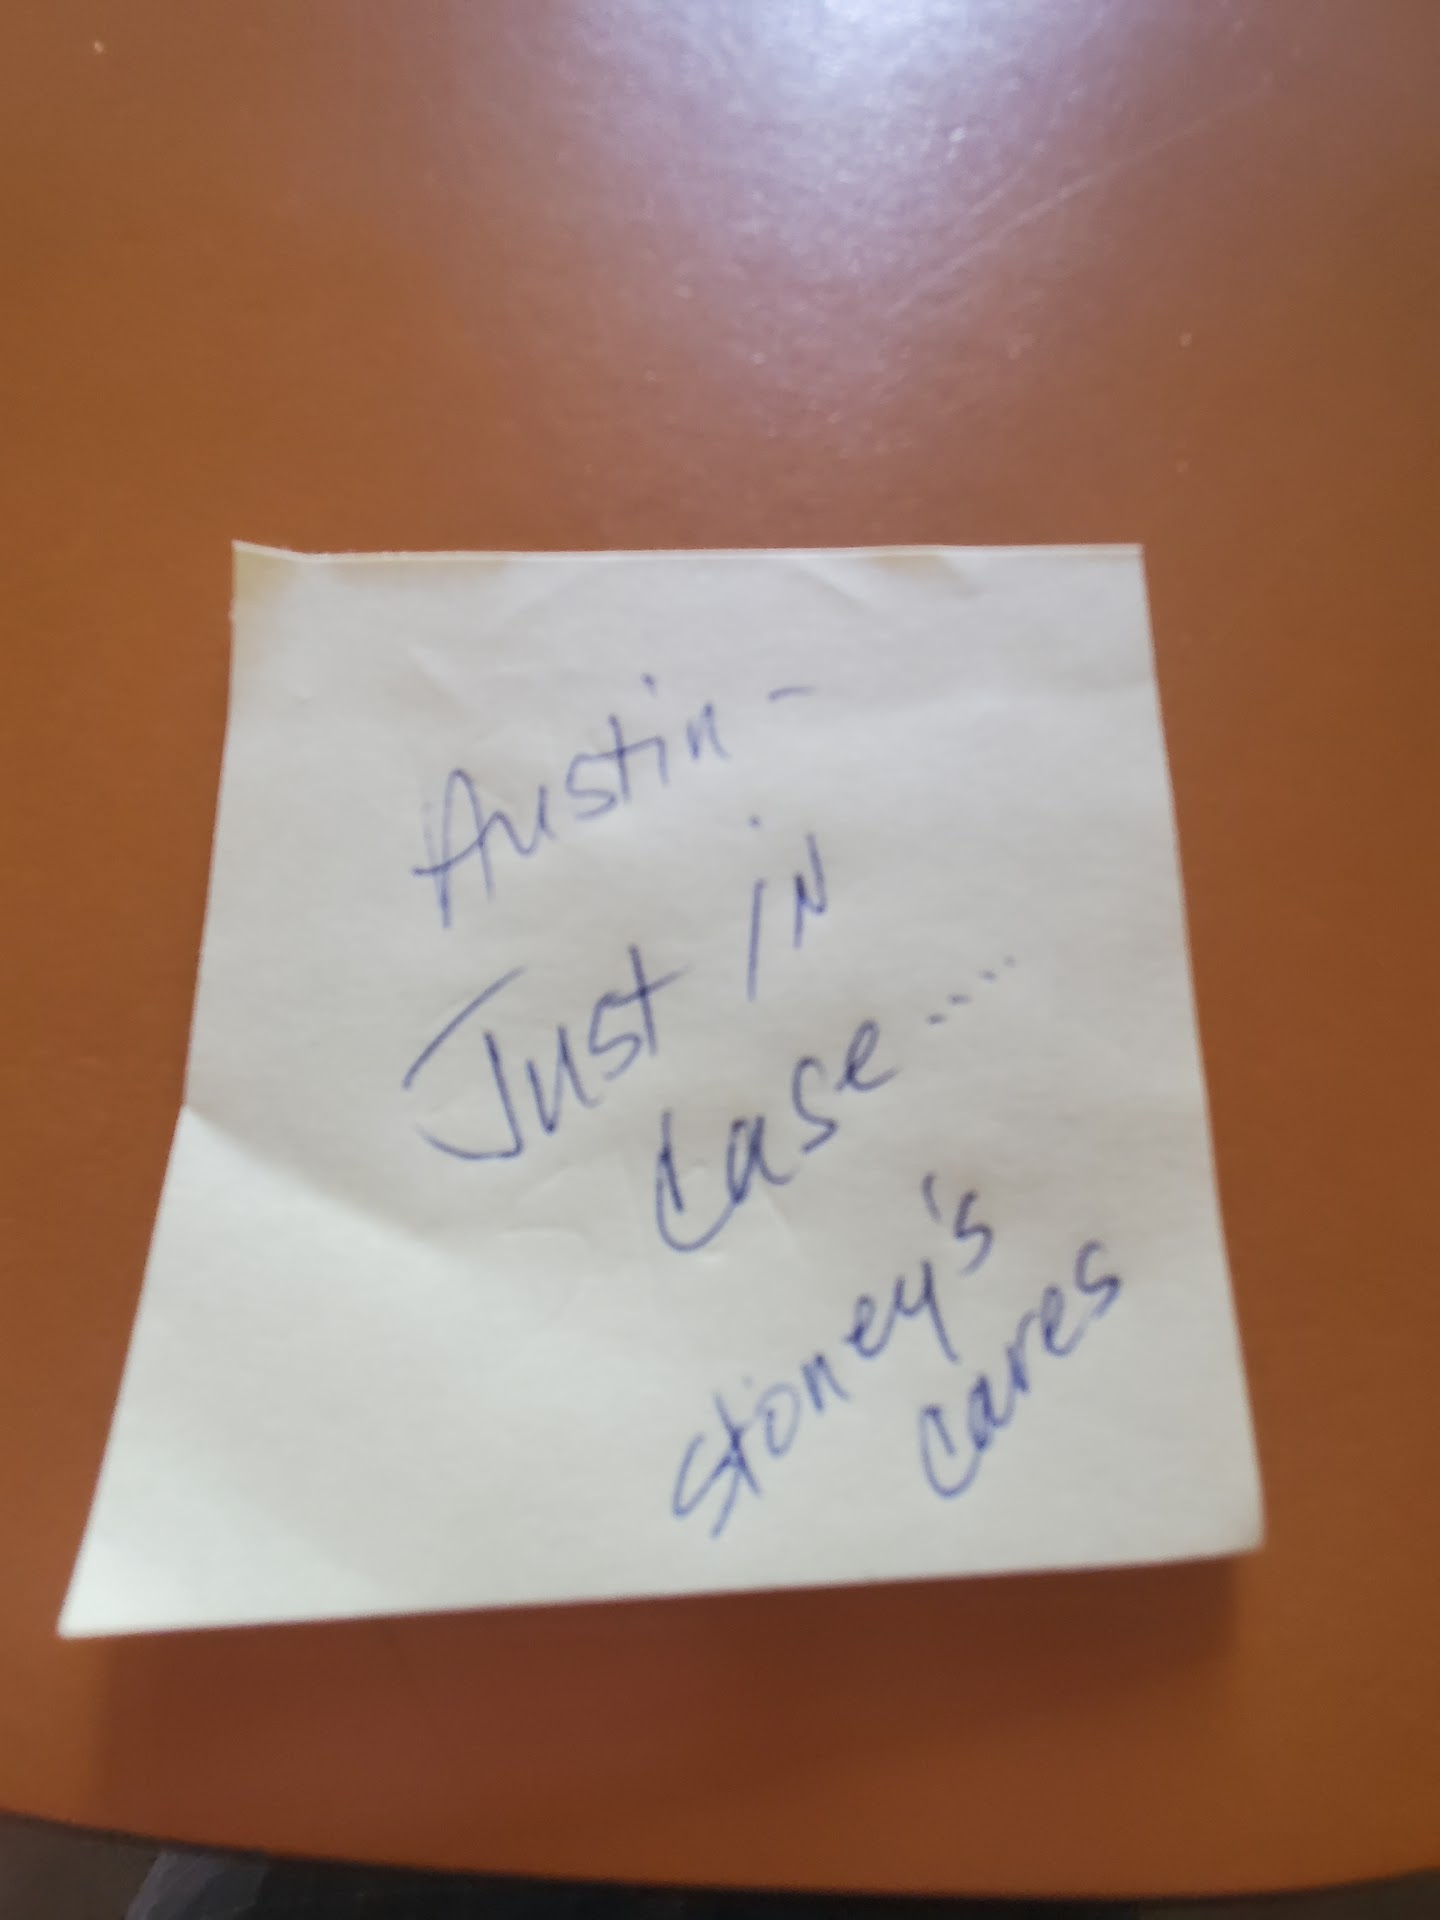 Austin -
Just in
case....
Stoney's
cares